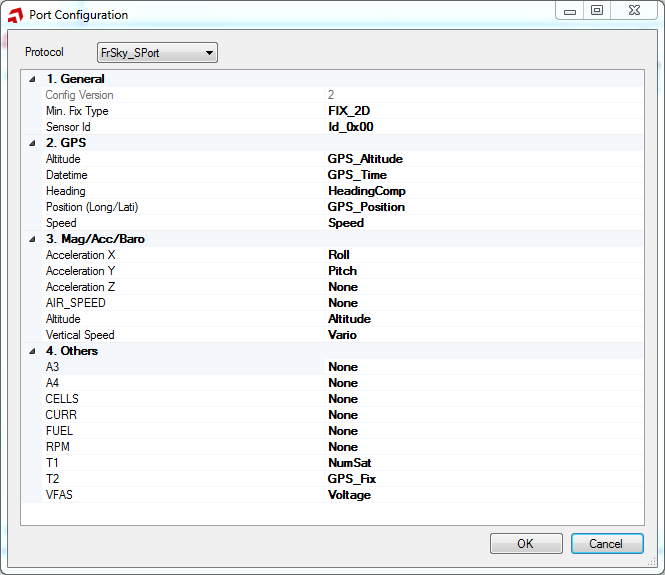 Port Configuration
Protocol FrSky_SPort
1. General
Config Version 2
Min. Fix Type FIX_2D
Sensor Id Id_0x00
2. GPS
Altitude GPS_Altitude
Datetime GPS_Time
Heading HeadingComp
Position (Long/Lati) GPS_Position
Speed Speed
3. Mag/Acc/Baro
Acceleration X Roll
Acceleration Y Pitch
Acceleration Z None
AIR_SPEED None
Altitude Altitude
Vertical Speed Vario
4. Others
A3 None
A4 None
CELLS None
CURR None
FUEL None
RPM None
T1 NumSat
T2 GPS_Fix
VFAS Voltage
OK Cancel